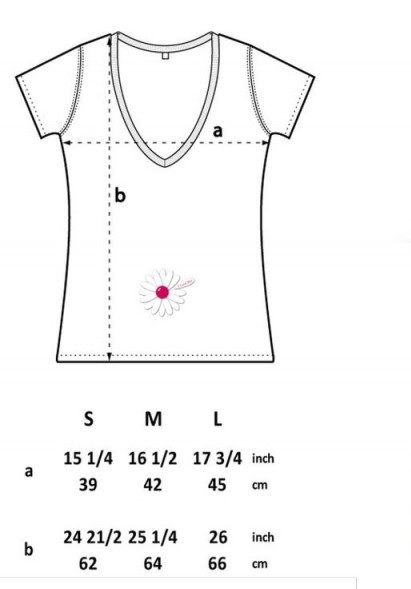 a
b
S M L
15 1/4 16 1/2 17 3/4 inch
a
39 42 45 cm
24 21/2 25 1/4 26 inch
b
62 64 66 cm